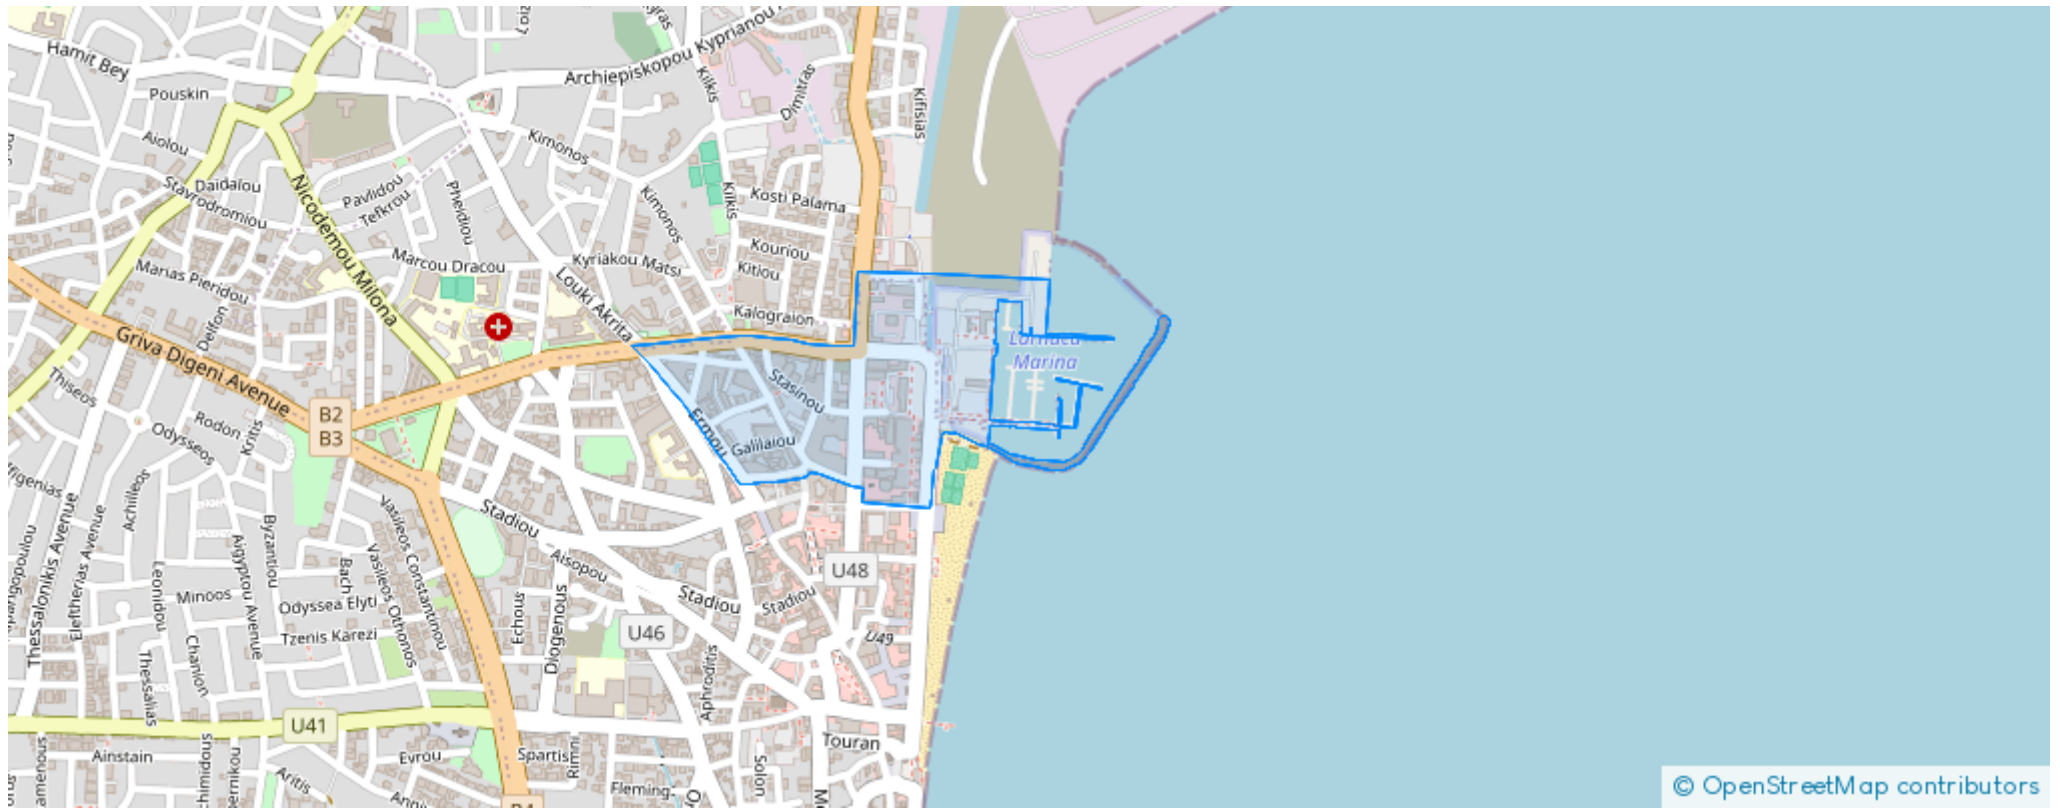 Hamit Bey
Pouskin
Aiolou
Daidalou
Stavrodromiou
Nicodemou Milona
Pavlidou
Tefkrou
Pheidiou
Marcou Dracou
Marias Pieridou
Delfon
Griva Digeni Avenue
Thiseos
Rodon
Kritis
Odysseos
B2
B3
Archiepiskopou Kyprianou
Kilkis
Dimitras
Kifisias
Kimonos
Kimonos
Kilkis
Kosti Palama
Kouriou
Kitiou
Kyriakou Matsi
Louki Akrita
Kalograion
Larnaca
Marina
Stasinou
Ermou
Galilaiou
Achilleos
Thessalonikis Avenue
Eleftherias Avenue
Leonidou
Byzantiou
Aigyptou Avenue
Bach
Vasileos Constantinou
Vasileos Othonos
Minoos
Odyssea Elyti
Tzenis Karezi
Thessalias
Chanion
Stadiou
Aisopou
Echous
Diogenous
Stadiou
Stadiou
U46
U48
U49
Aphroditis
U41
Ainstain
Evrou
Aritis
Spartis
Rimni
Fleming
Solon
Touran
B4
© OpenStreetMap contributors